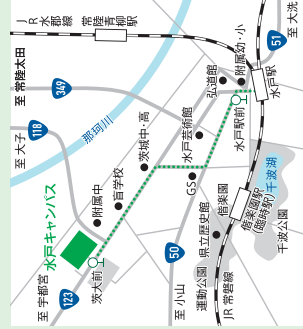 JR水郡線
常陸青柳駅
至 大洗
51
至 常陸太田
349
至 大子
118
那珂川
弘道館
附属幼・小
水戸駅
水戸駅前
水戸芸術館
茨城中・高
GS
盲学校
附属中
水戸キャンパス
茨大前
至 宇都宮
123
50
至 小山
偕楽園
県立歴史館
運動公園
JR 常磐線
偕楽園駅
(臨時駅)
千波湖
千波公園